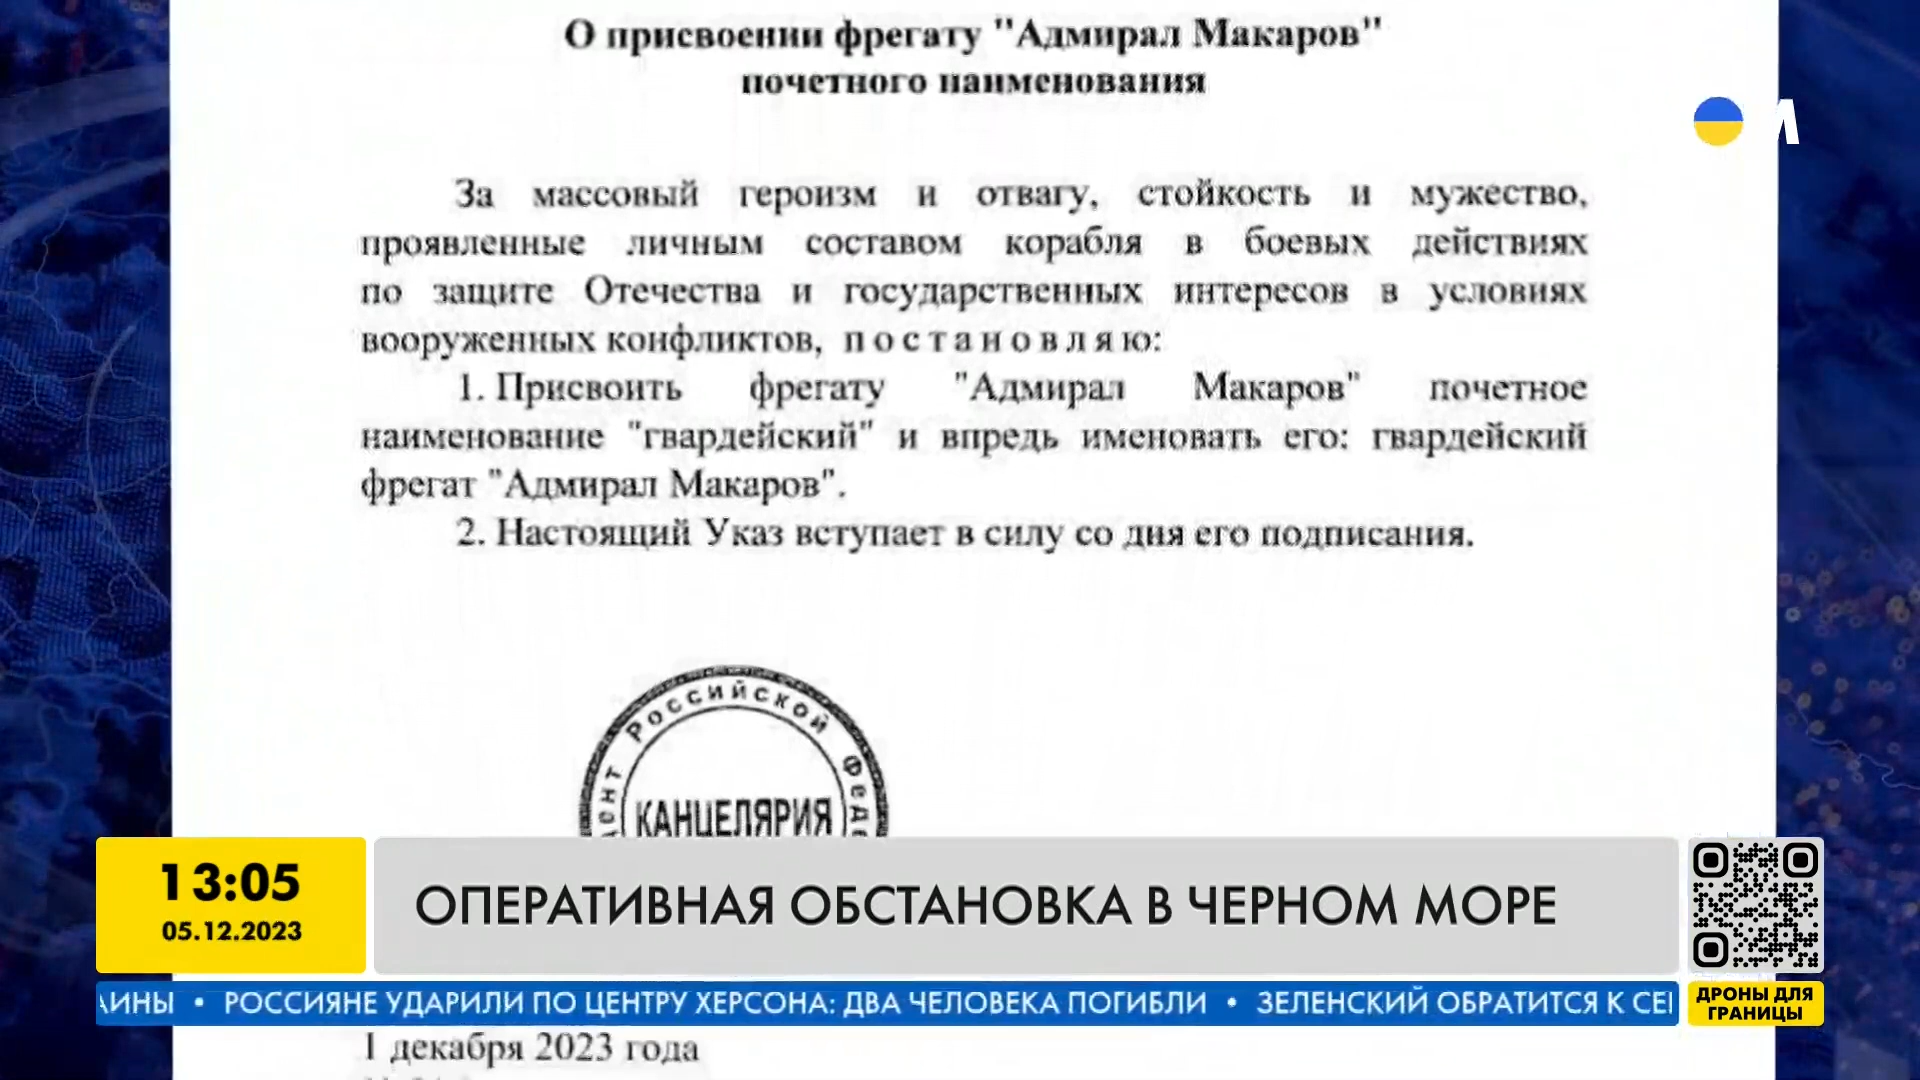 О присвоении фрегату "Адмирал Макаров"
почетного наименования
За массовый героизм и отвагу, стойкость и мужество,
проявленные личным составом корабля в боевых действиях
по защите Отечества и государственных интересов в условиях
вооруженных конфликтов, п о с т а н о в л я ю:
1. Присвоить фрегату "Адмирал Макаров" почетное
наименование "гвардейский" и впредь именовать его: гвардейский
фрегат "Адмирал Макаров".
2. Настоящий Указ вступает в силу со дня его подписания.
Российской
КАНЦЕЛЯРИЯ
13:05
05.12.2023
ОПЕРАТИВНАЯ ОБСТАНОВКА В ЧЕРНОМ МОРЕ
АИНЫ • РОССИЯНЕ УДАРИЛИ ПО ЦЕНТРУ ХЕРСОНА: ДВА ЧЕЛОВЕКА ПОГИБЛИ • ЗЕЛЕНСКИЙ ОБРАТИТСЯ К
ДРОНЫ ДЛЯ
ГРАНИЦЫ
1 декабря 2023 года